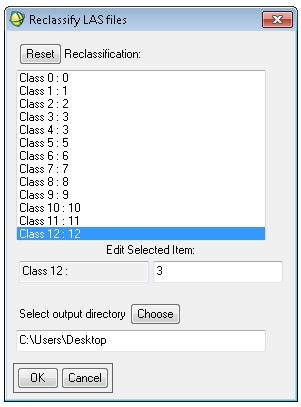 Reclassify LAS files
Reset Reclassification:
Class 0 : 0
Class 1 : 1
Class 2 : 2
Class 3 : 3
Class 4 : 3
Class 5 : 5
Class 6 : 6
Class 7 : 7
Class 8 : 8
Class 9 : 9
Class 10 : 10
Class 11 : 11
Class 12 : 12
Edit Selected Item:
Class 12 : 3
Select output directory Choose
C:\Users\Desktop
OK Cancel